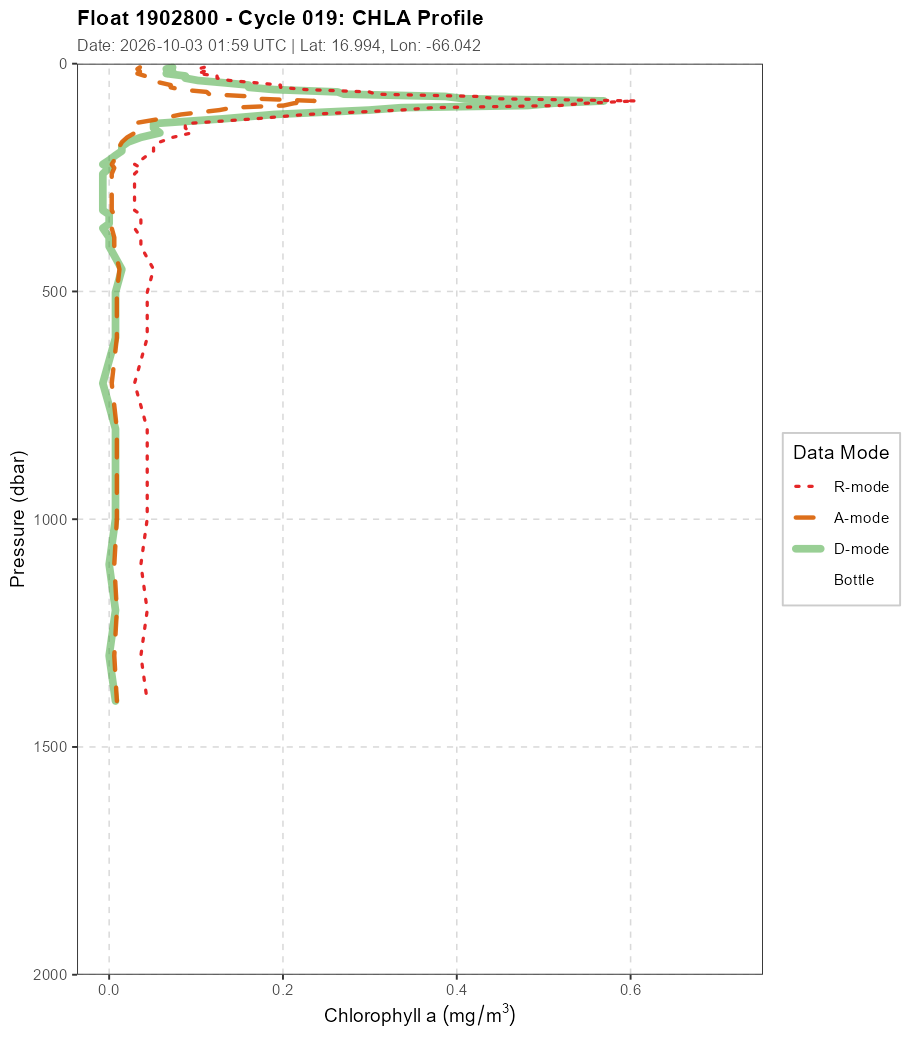 Float 1902800 - Cycle 019: CHLA Profile
Date: 2026-10-03 01:59 UTC | Lat: 16.994, Lon: -66.042
0
500
1000
1500
2000
Pressure (dbar)
0.0
0.2
0.4
0.6
Chlorophyll a (mg/m³)
Data Mode
R-mode
A-mode
D-mode
Bottle